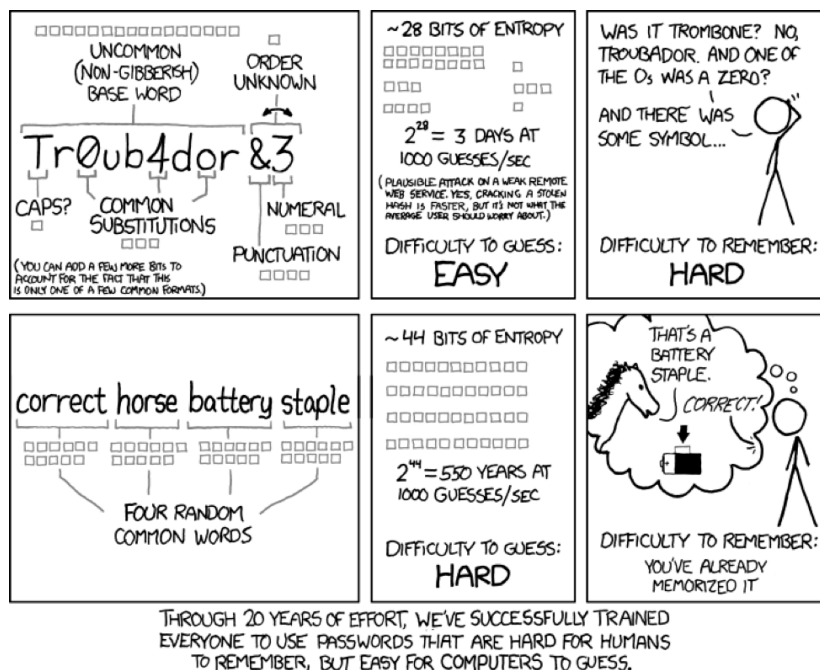 UNCOMMON
(NON-GIBBERISH)
BASE WORD
ORDER
UNKNOWN
Tr0ub4dor &3
CAPS?
COMMON
SUBSTITUTIONS
NUMERAL
PUNCTUATION
(YOU CAN ADD A FEW MORE BITS TO
ACCOUNT FOR THE FACT THAT THIS
IS ONLY ONE OF A FEW COMMON FORMATS.)
~28 BITS OF ENTROPY
2^28 = 3 DAYS AT
1000 GUESSES/SEC
(PLAUSIBLE ATTACK ON A WEAK REMOTE
WEB SERVICE. YES, CRACKING A STOLEN
HASH IS FASTER, BUT IT'S NOT WHAT THE
AVERAGE USER SHOULD WORRY ABOUT.)
DIFFICULTY TO GUESS:
EASY
WAS IT TROMBONE? NO,
TROUBADOR. AND ONE OF
THE Os WAS A ZERO?
AND THERE WAS
SOME SYMBOL...
DIFFICULTY TO REMEMBER:
HARD
correct horse battery staple
FOUR RANDOM
COMMON WORDS
~44 BITS OF ENTROPY
2^44 = 550 YEARS AT
1000 GUESSES/SEC
DIFFICULTY TO GUESS:
HARD
THAT'S A
BATTERY
STAPLE.
CORRECT!
DIFFICULTY TO REMEMBER:
YOU'VE ALREADY
MEMORIZED IT
THROUGH 20 YEARS OF EFFORT, WE'VE SUCCESSFULLY TRAINED
EVERYONE TO USE PASSWORDS THAT ARE HARD FOR HUMANS
TO REMEMBER, BUT EASY FOR COMPUTERS TO GUESS.